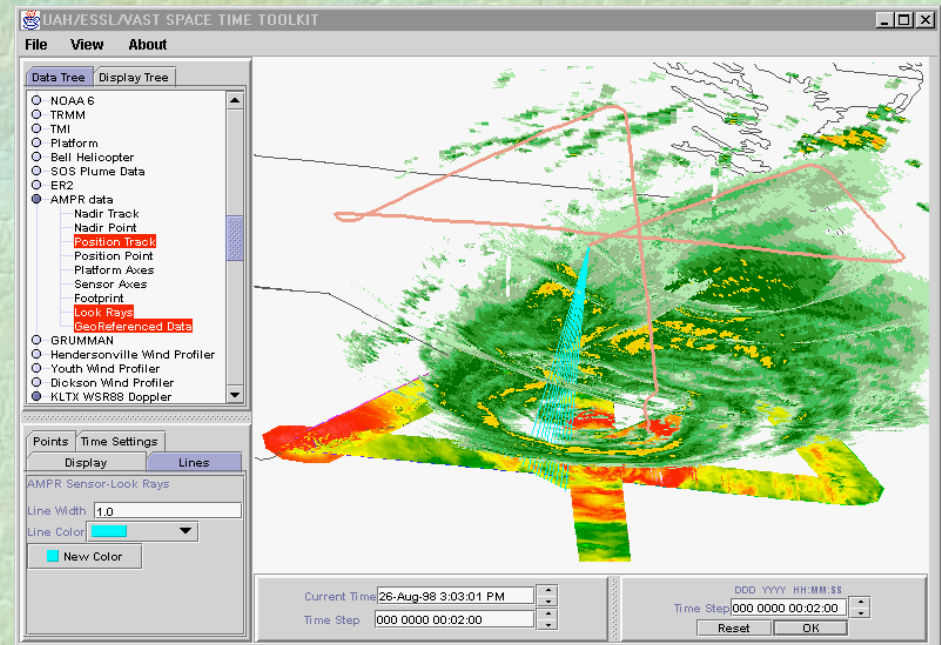 UAH/ESSL/VAST SPACE TIME TOOLKIT
File View About
Data Tree Display Tree
NOAA 6
TRMM
TMI
Platform
Bell Helicopter
SOS Plume Data
ER2
AMPR data
Nadir Track
Nadir Point
Position Track
Position Point
Platform Axes
Sensor Axes
Footprint
Look Rays
GeoReferenced Data
GRUMMAN
Hendersonville Wind Profiler
Youth Wind Profiler
Dickson Wind Profiler
KLTX WSR88 Doppler
Points Time Settings
Display Lines
AMPR Sensor-Look Rays
Line Width 1.0
Line Color
New Color
Current Time 26-Aug-98 3:03:01 PM
Time Step 000 0000 00:02:00
DDD YYYY HH:MM:SS
Time Step 000 0000 00:02:00
Reset OK